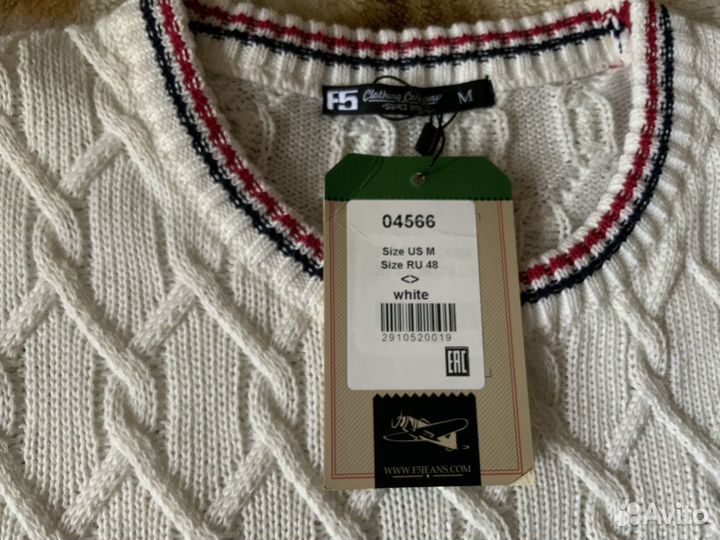 F5 Clothing Company M
04566
Size US M
Size RU 48
<>
white
2910520019
EAC
WWW.F5JEANS.COM
Avito